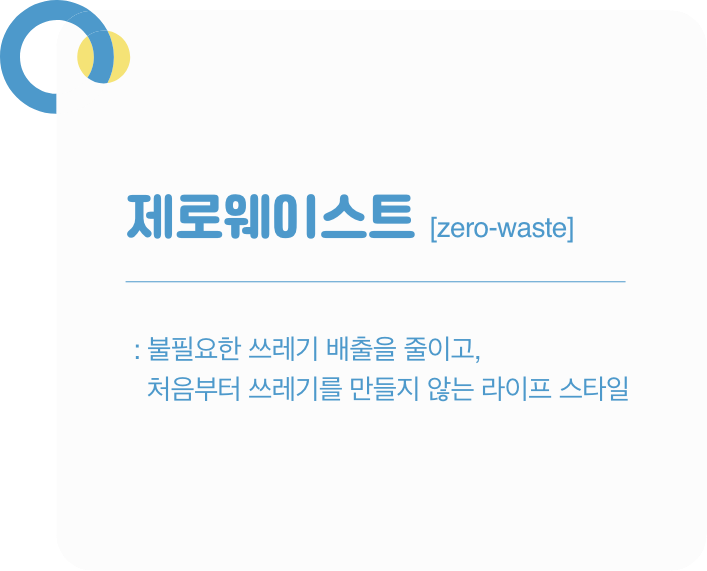 제로웨이스트 [zero-waste]
: 불필요한 쓰레기 배출을 줄이고,
처음부터 쓰레기를 만들지 않는 라이프 스타일